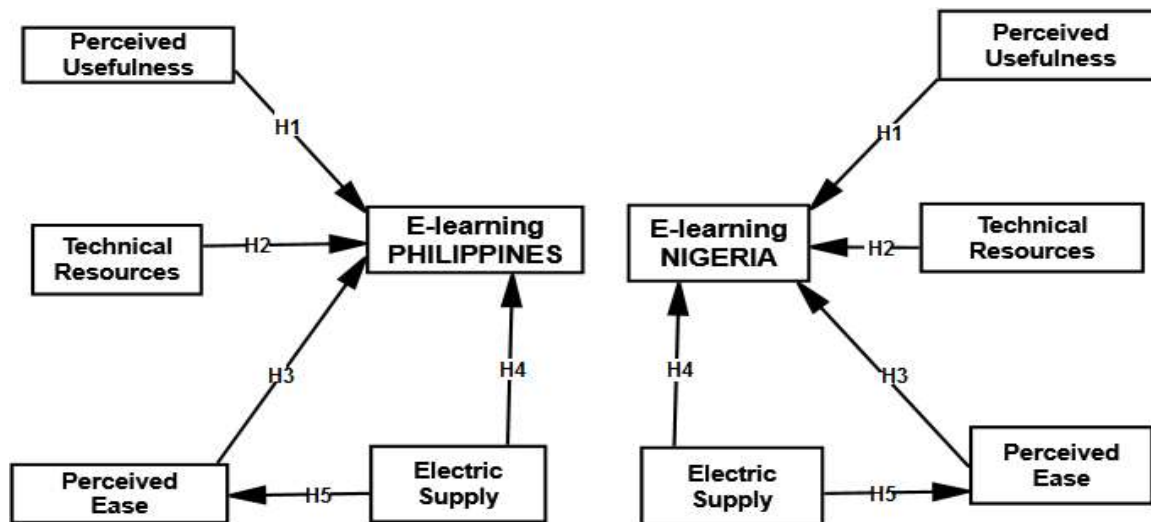 Perceived
Usefulness
H1
Technical
Resources
H2
E-learning
PHILIPPINES
H3
H4
Perceived
Ease
H5
Electric
Supply
Perceived
Usefulness
H1
E-learning
NIGERIA
H2
Technical
Resources
H4
H3
Electric
Supply
H5
Perceived
Ease